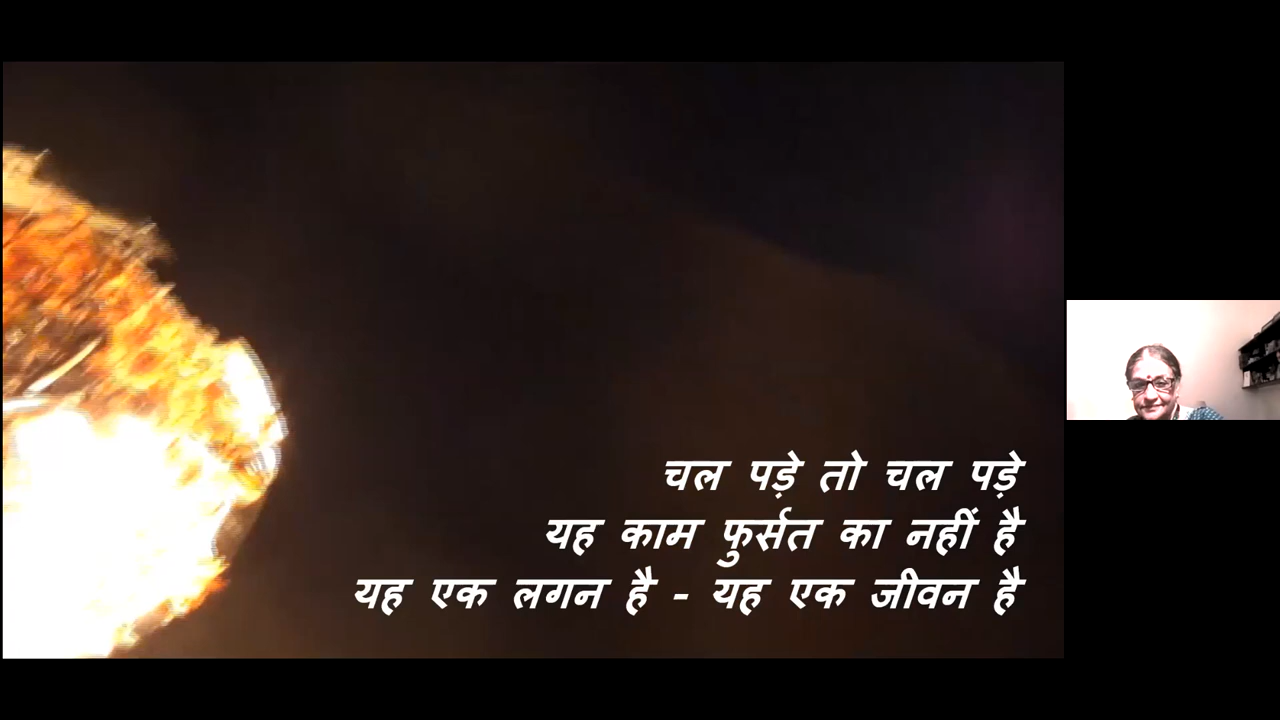 चल पड़े तो चल पड़े
यह काम फुर्सत का नहीं है
यह एक लगन है - यह एक जीवन है